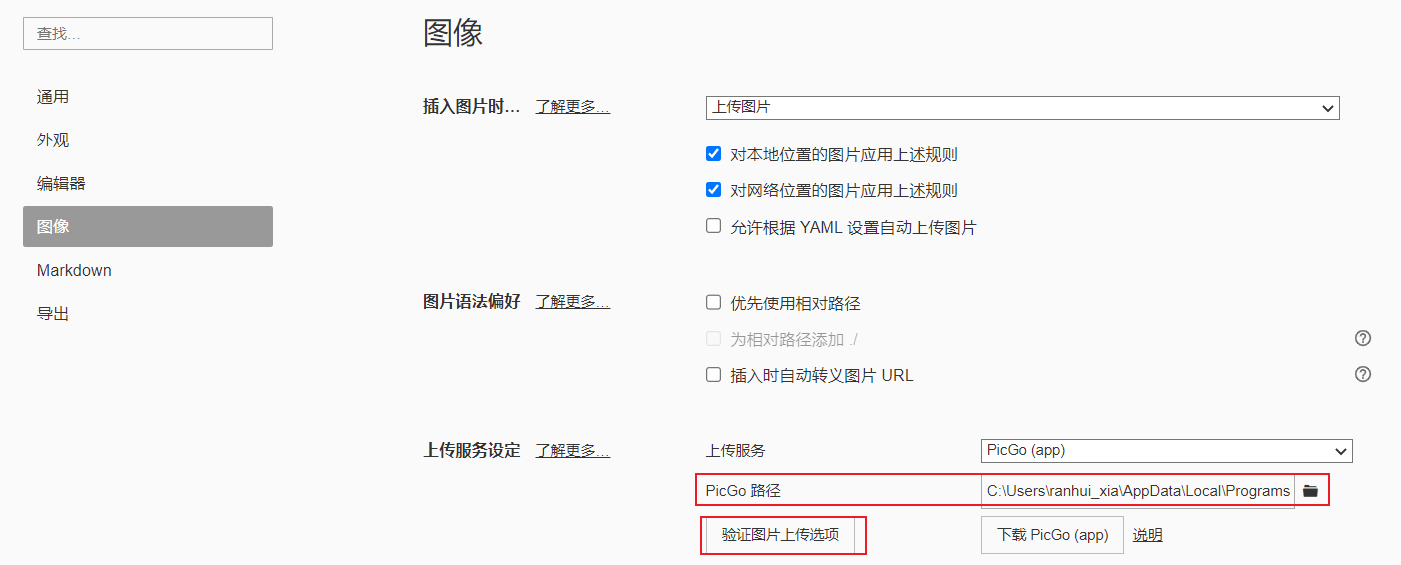 查找...
通用
外观
编辑器
图像
Markdown
导出
图像
插入图片时... 了解更多... 上传图片
对本地位置的图片应用上述规则
对网络位置的图片应用上述规则
允许根据 YAML 设置自动上传图片
图片语法偏好 了解更多... 优先使用相对路径
为相对路径添加 ./
插入时自动转义图片 URL
上传服务设定 了解更多... 上传服务 PicGo (app)
PicGo 路径 C:\Users\ranhui_xia\AppData\Local\Programs
验证图片上传选项 下载 PicGo (app) 说明